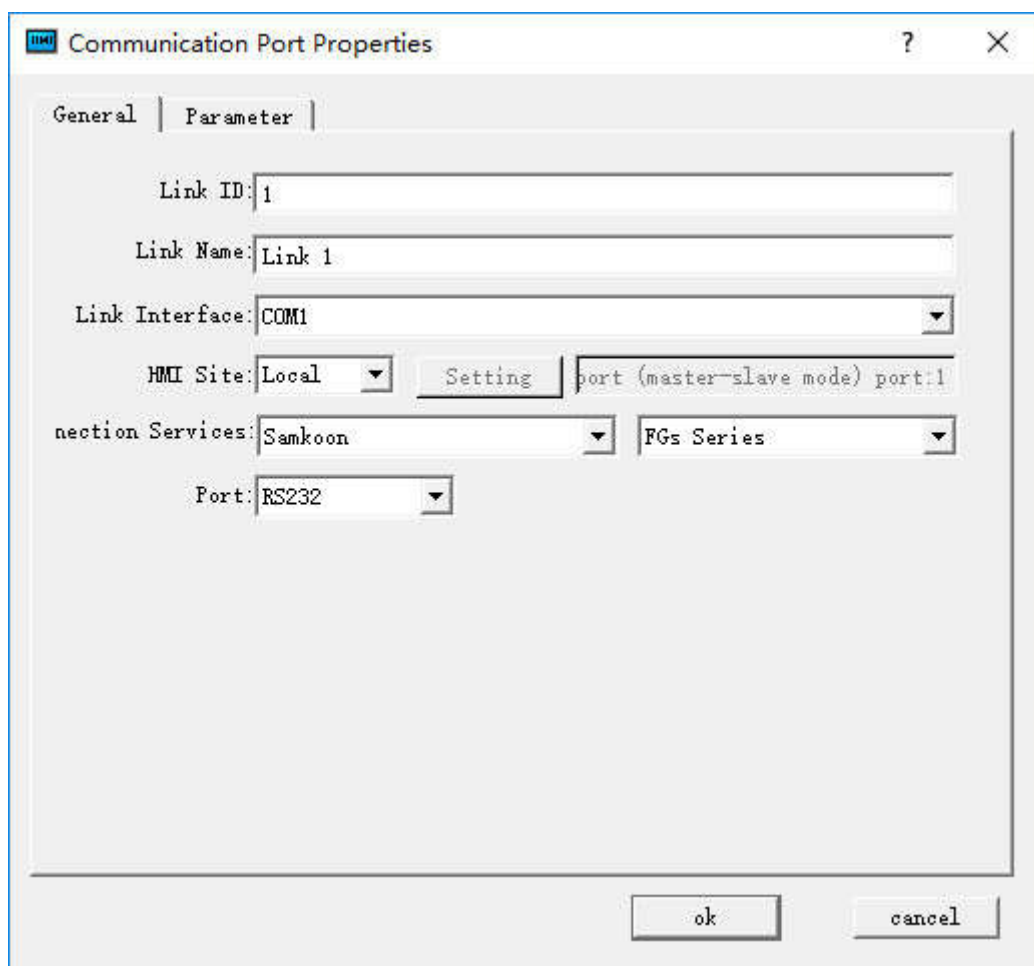 HMI Communication Port Properties ? ×
General Parameter
Link ID: 1
Link Name: Link 1
Link Interface: COM1
HMI Site: Local Setting port (master-slave mode) port:1
nection Services: Samkoon FGs Series
Port: RS232
ok cancel